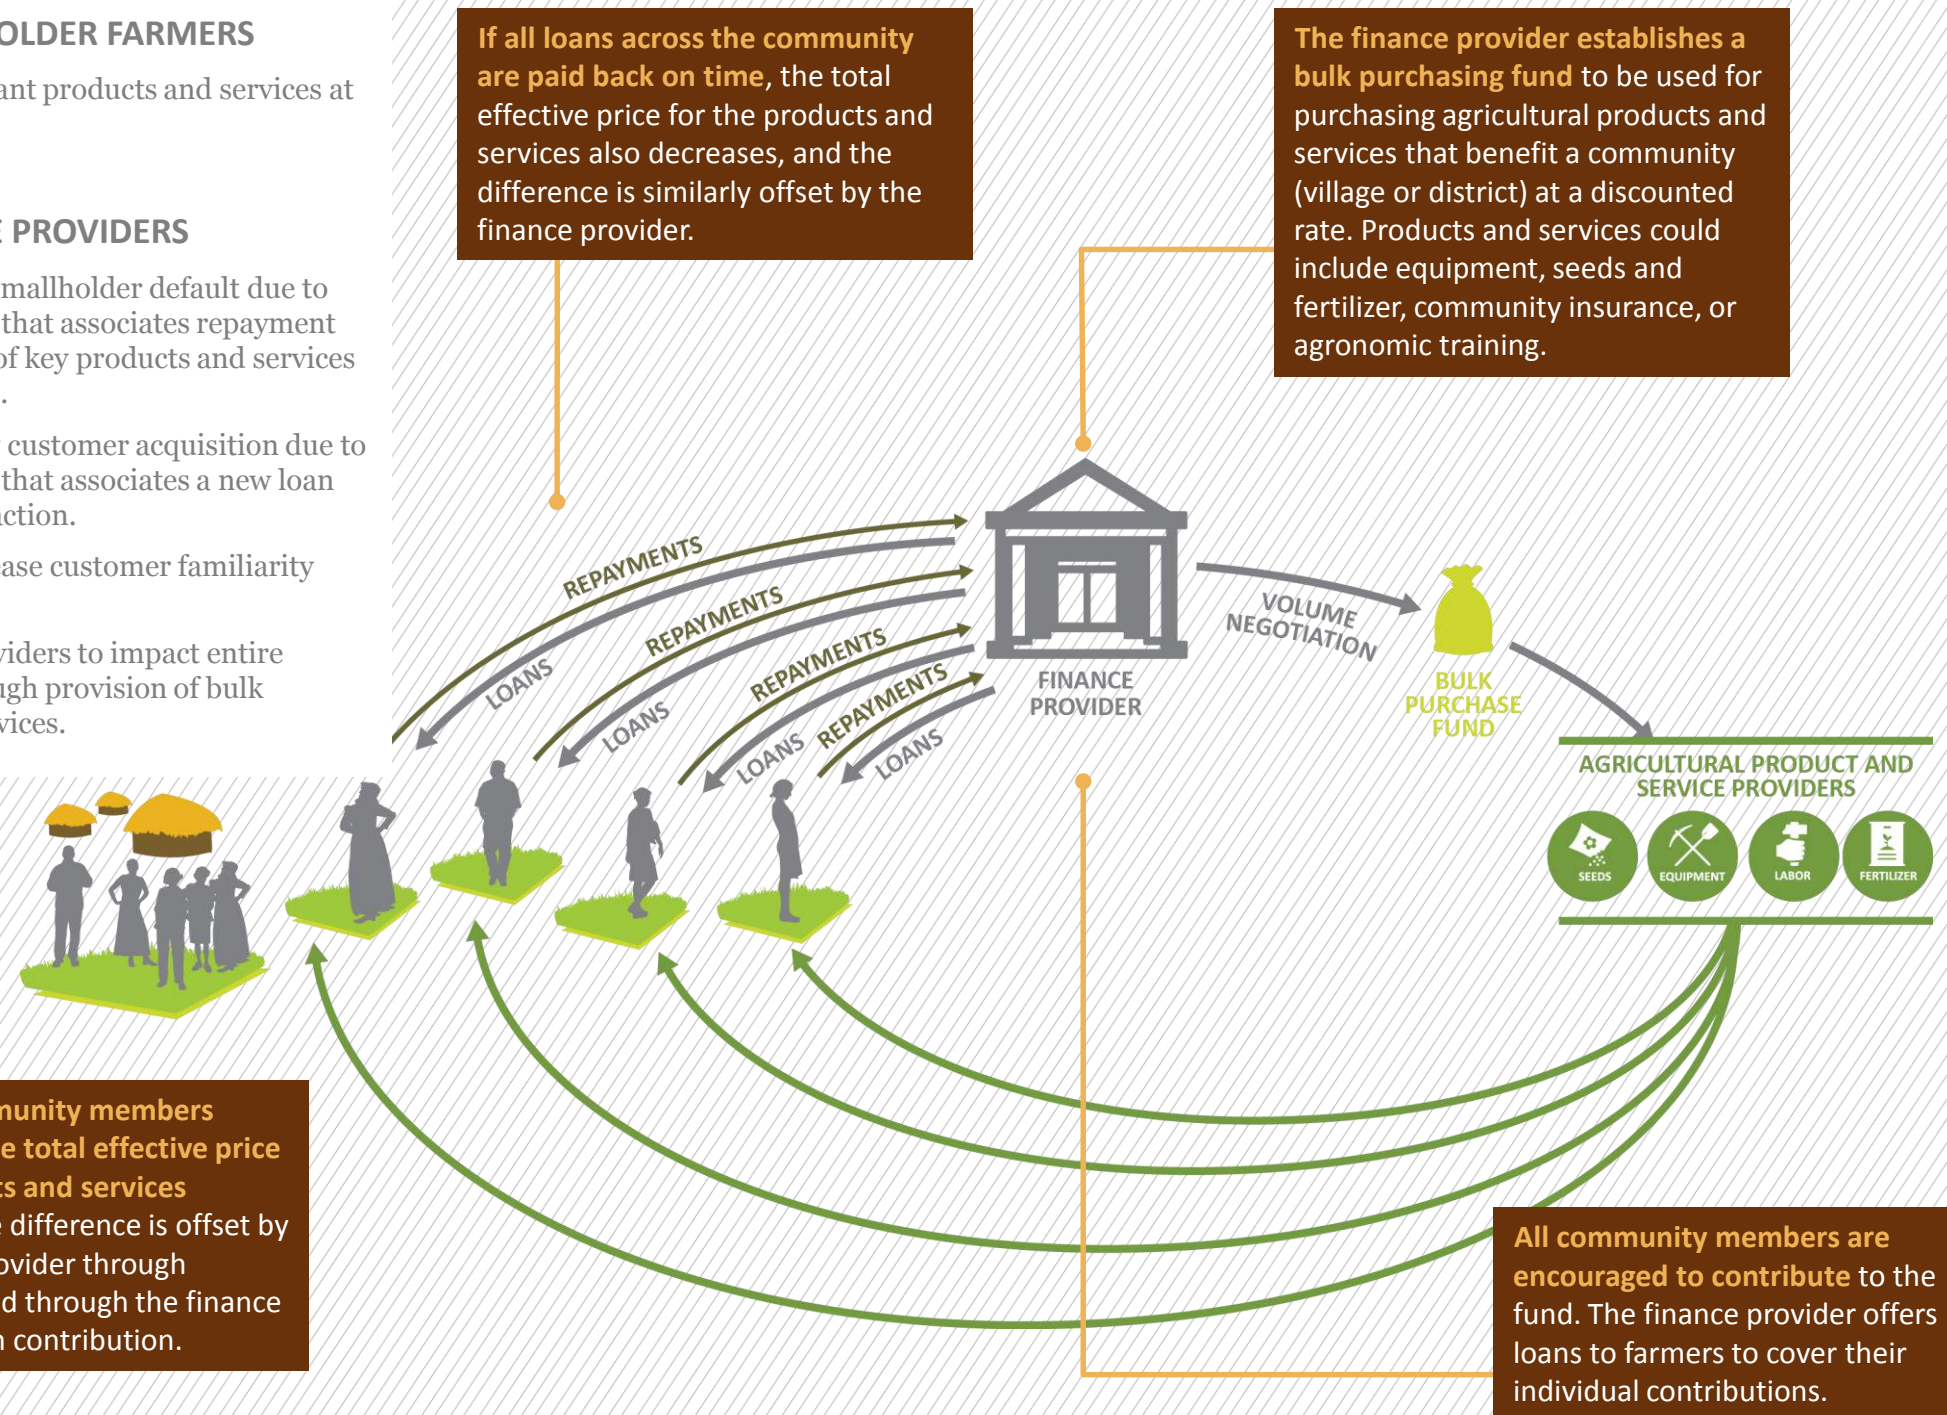 OLDER FARMERS
ant products and services at
E PROVIDERS
mallholder default due to
that associates repayment
of key products and services
.
customer acquisition due to
that associates a new loan
action.
ease customer familiarity
viders to impact entire
ugh provision of bulk
vices.
If all loans across the community
are paid back on time, the total
effective price for the products and
services also decreases, and the
difference is similarly offset by the
finance provider.
The finance provider establishes a
bulk purchasing fund to be used for
purchasing agricultural products and
services that benefit a community
(village or district) at a discounted
rate. Products and services could
include equipment, seeds and
fertilizer, community insurance, or
agronomic training.
REPAYMENTS
LOANS
REPAYMENTS
LOANS
REPAYMENTS
LOANS
REPAYMENTS
LOANS
FINANCE
PROVIDER
VOLUME
NEGOTIATION
BULK
PURCHASE
FUND
AGRICULTURAL PRODUCT AND
SERVICE PROVIDERS
SEEDS
EQUIPMENT
LABOR
FERTILIZER
munity members
e total effective price
ts and services
e difference is offset by
ovider through
d through the finance
n contribution.
All community members are
encouraged to contribute to the
fund. The finance provider offers
loans to farmers to cover their
individual contributions.